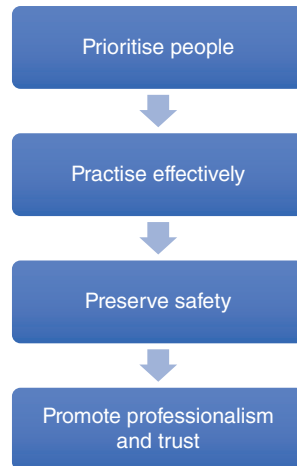 Prioritise people
Practise effectively
Preserve safety
Promote professionalism
and trust